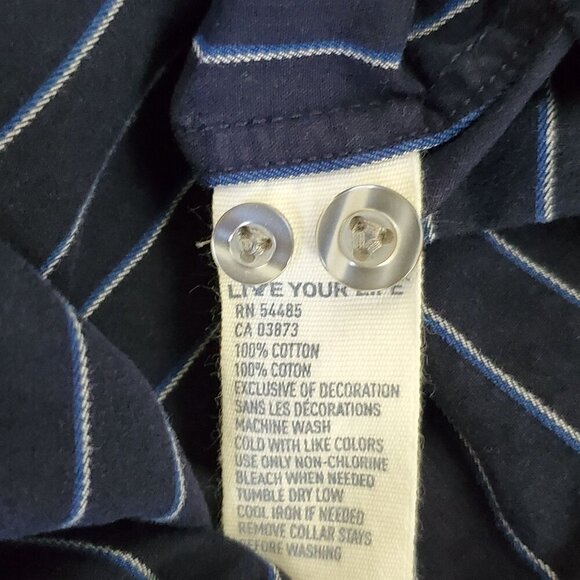 LIVE YOUR LIFE
RN 54485
CA 03873
100% COTTON
100% COTON
EXCLUSIVE OF DECORATION
SANS LES DÉCORATIONS
MACHINE WASH
COLD WITH LIKE COLORS
USE ONLY NON-CHLORINE
BLEACH WHEN NEEDED
TUMBLE DRY LOW
COOL IRON IF NEEDED
REMOVE COLLAR STAYS
BEFORE WASHING